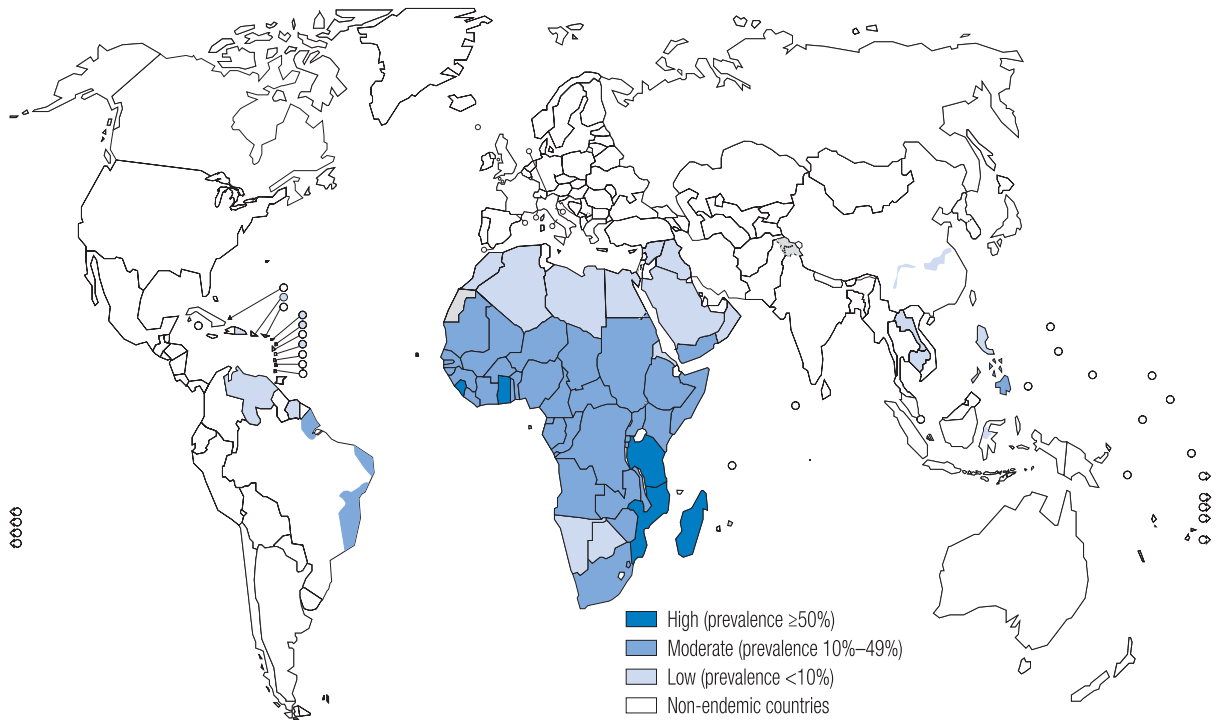 High (prevalence ≥50%)
Moderate (prevalence 10%–49%)
Low (prevalence <10%)
Non-endemic countries